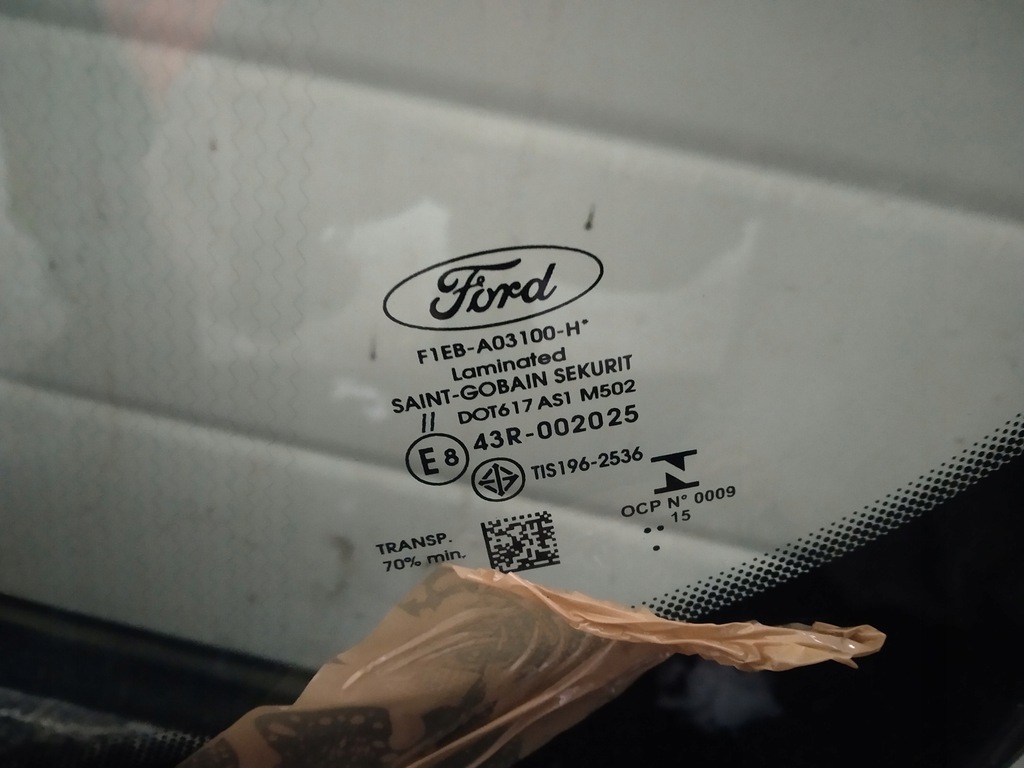 Ford
F1EB-A03100-H*
Laminated
SAINT-GOBAIN SEKURIT
// DOT617 AS1 M502
E8 43R-002025
TIS196-2536
OCP N° 0009
15
TRANSP.
70% min.